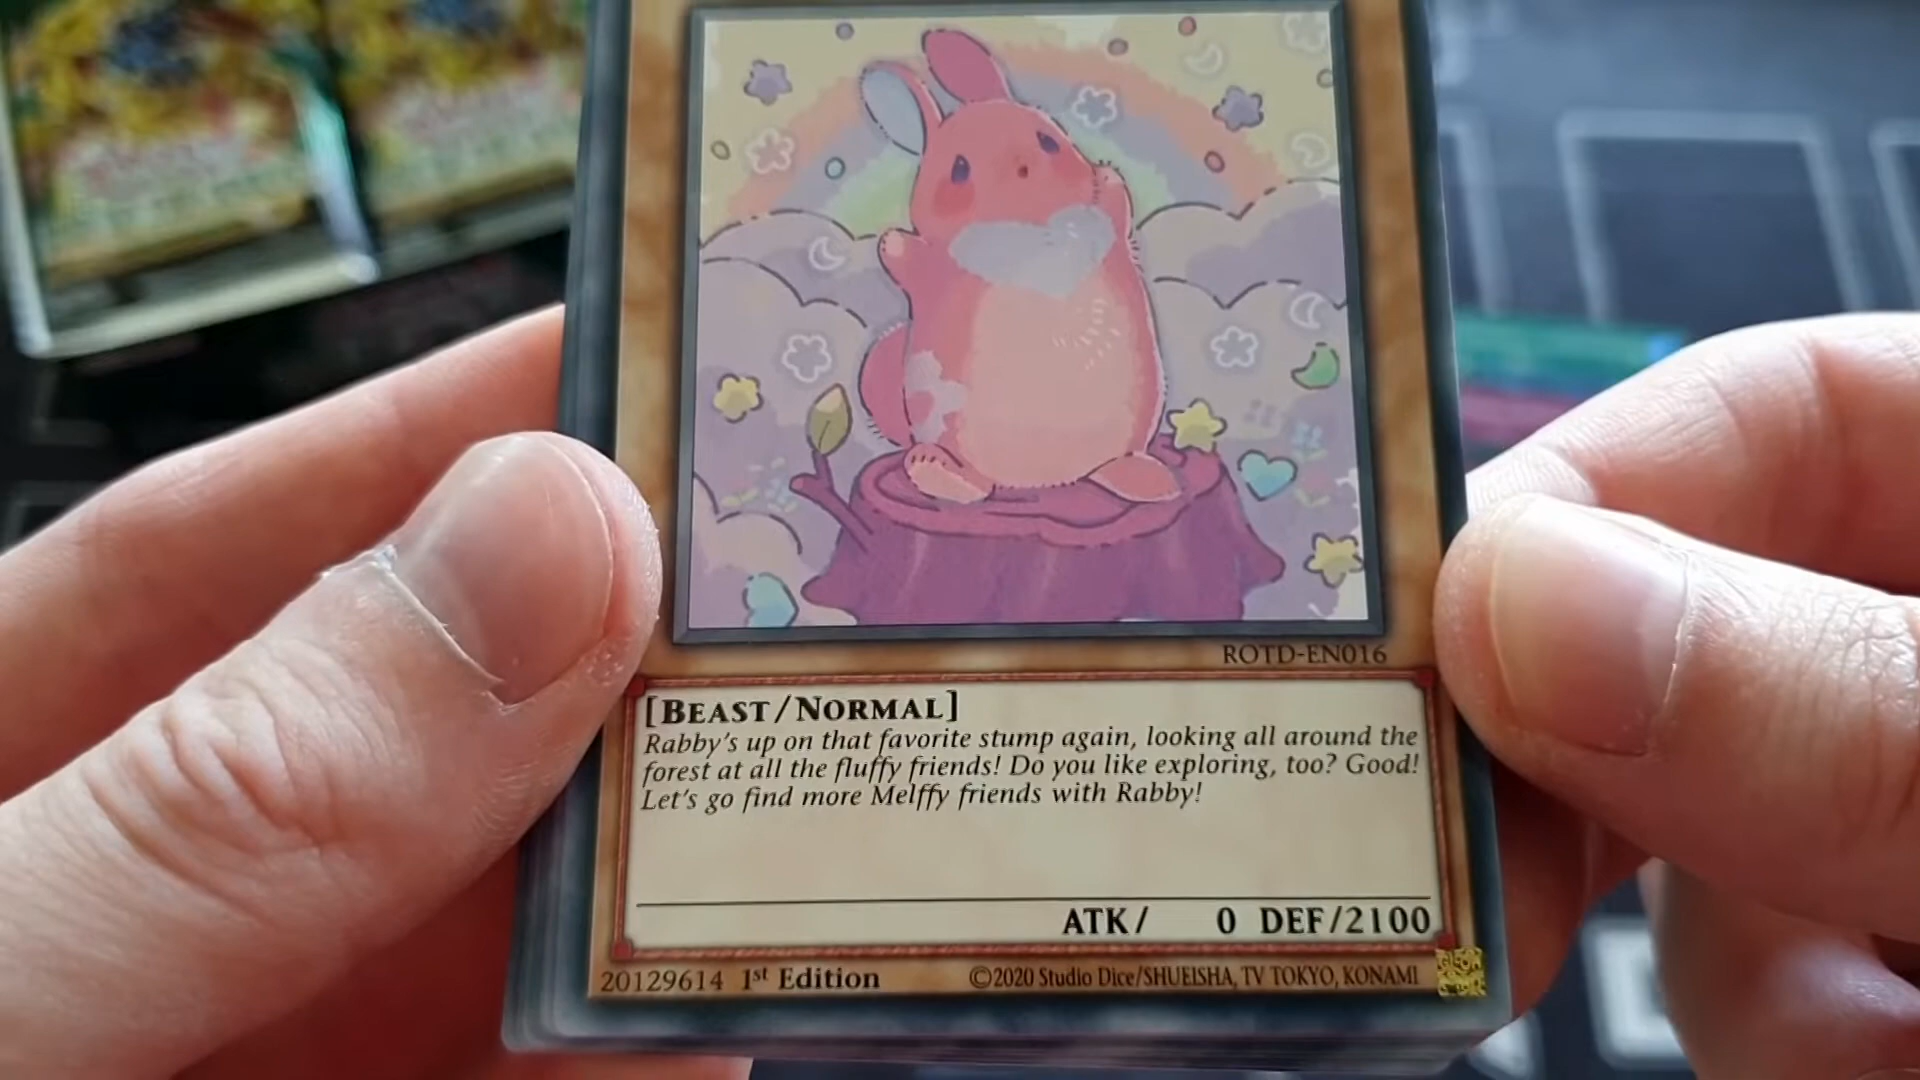 ROTD-EN016
[BEAST/NORMAL]
Rabby's up on that favorite stump again, looking all around the
forest at all the fluffy friends! Do you like exploring, too? Good!
Let's go find more Melffy friends with Rabby!
ATK/ 0 DEF/2100
20129614 1st Edition ©2020 Studio Dice/SHUEISHA, TV TOKYO, KONAMI